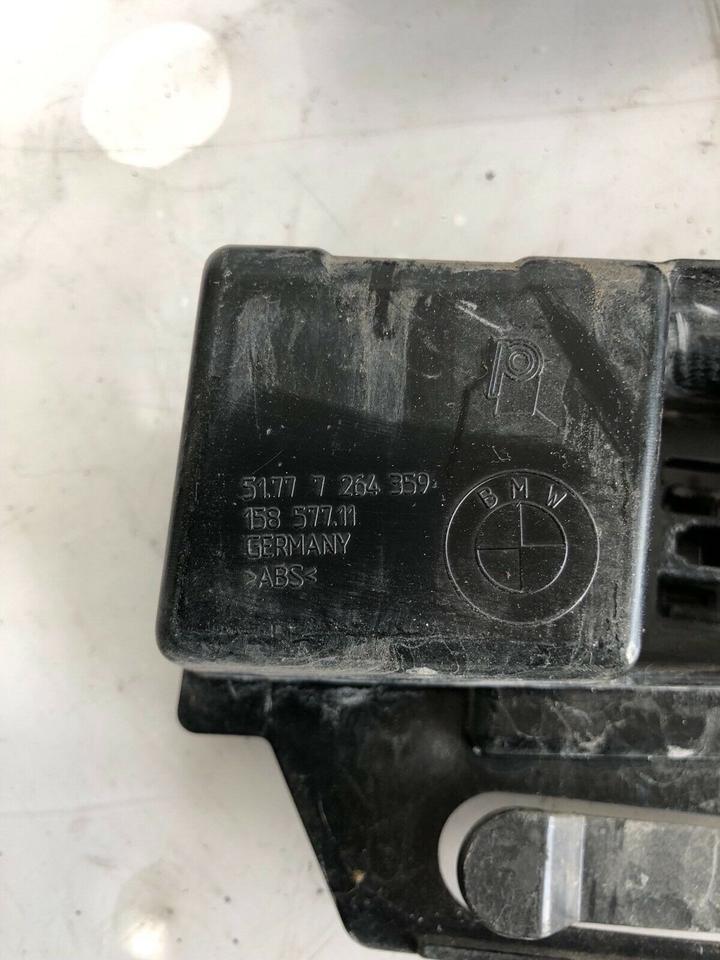 51.77 7 264 359
158 577.11
GERMANY
>ABS<
BMW